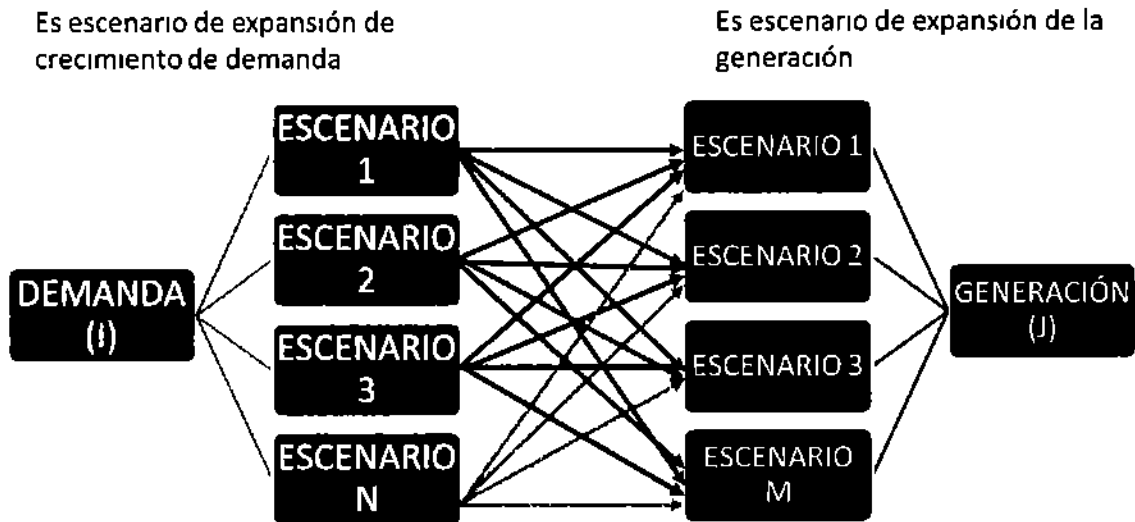 Es escenario de expansión de
crecimiento de demanda
Es escenario de expansión de la
generación
ESCENARIO
1
ESCENARIO 1
ESCENARIO
2
ESCENARIO 2
DEMANDA
(I)
GENERACIÓN
(J)
ESCENARIO
3
ESCENARIO 3
ESCENARIO
N
ESCENARIO
M